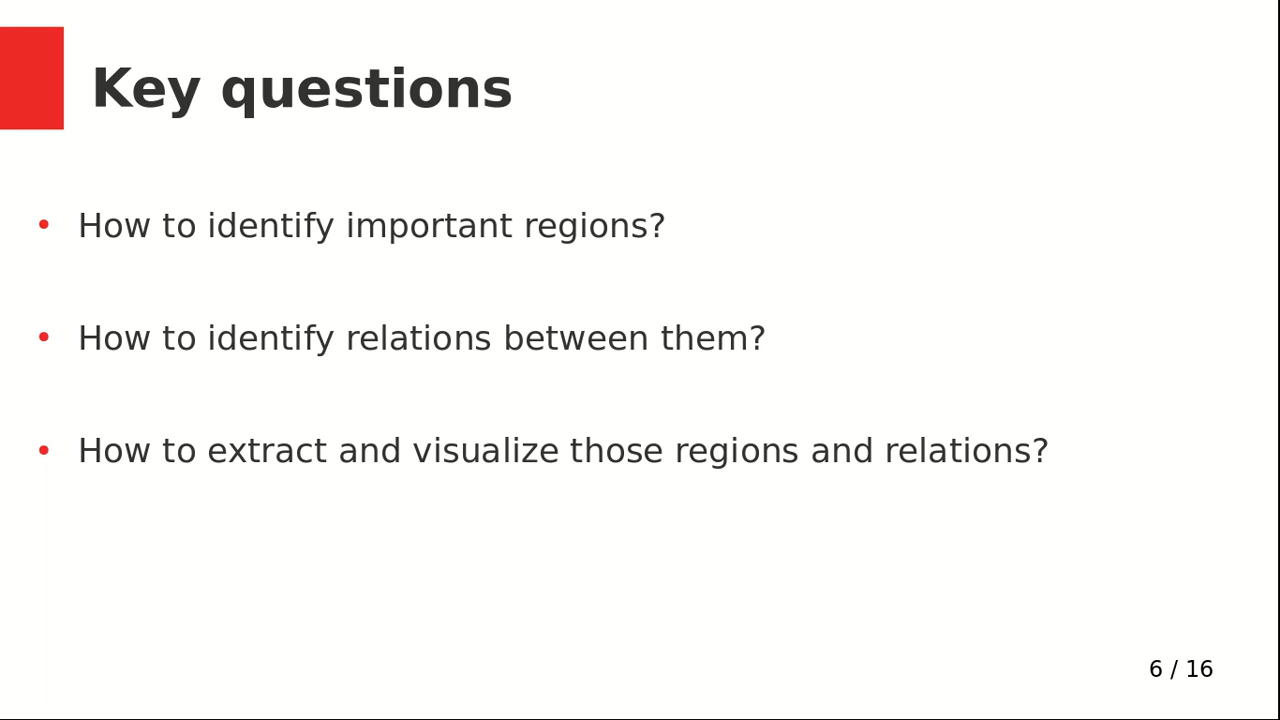 Key questions
• How to identify important regions?
• How to identify relations between them?
• How to extract and visualize those regions and relations?
6 / 16